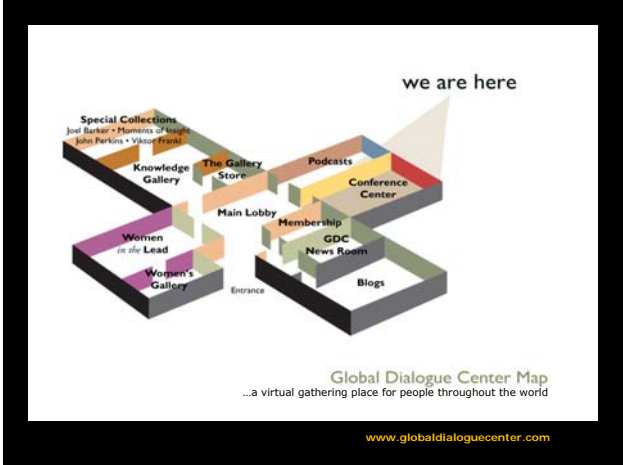 we are here
Special Collections
Joel Barker • Moments of Insight
John Perkins • Viktor Frankl
Knowledge
Gallery
The Gallery
Store
Podcasts
Conference
Center
Main Lobby
Membership
GDC
News Room
Women
in the Lead
Women's
Gallery
Entrance
Blogs
Global Dialogue Center Map
...a virtual gathering place for people throughout the world
www.globaldialoguecenter.com